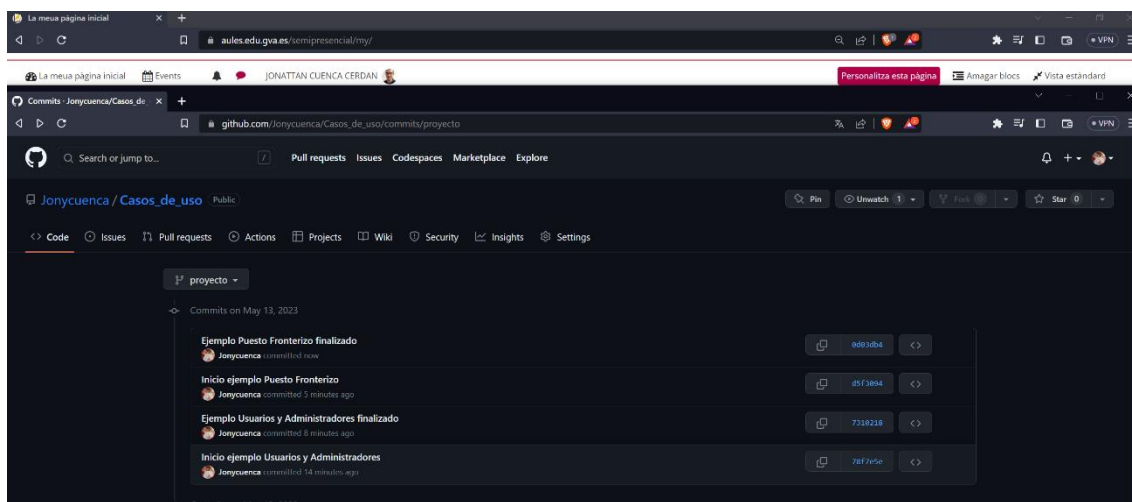 La meua pàgina inicial
aules.edu.gva.es/semipresencial/my/
VPN
La meua pàgina inicial Events JONATTAN CUENCA CERDAN Personalitza esta pàgina Amagar blocs Vista estàndard
Commits · Jonycuenca/Casos_de
github.com/Jonycuenca/Casos_de_uso/commits/proyecto
VPN
Search or jump to... / Pull requests Issues Codespaces Marketplace Explore
Jonycuenca / Casos_de_uso Public Pin Unwatch 1 Fork 0 Star 0
<> Code Issues Pull requests Actions Projects Wiki Security Insights Settings
proyecto
Commits on May 13, 2023
Ejemplo Puesto Fronterizo finalizado
Jonycuenca committed now 0d03db4
Inicio ejemplo Puesto Fronterizo
Jonycuenca committed 5 minutes ago d5f3094
Ejemplo Usuarios y Administradores finalizado
Jonycuenca committed 8 minutes ago 7310218
Inicio ejemplo Usuarios y Administradores
Jonycuenca committed 14 minutes ago 78f7e5e